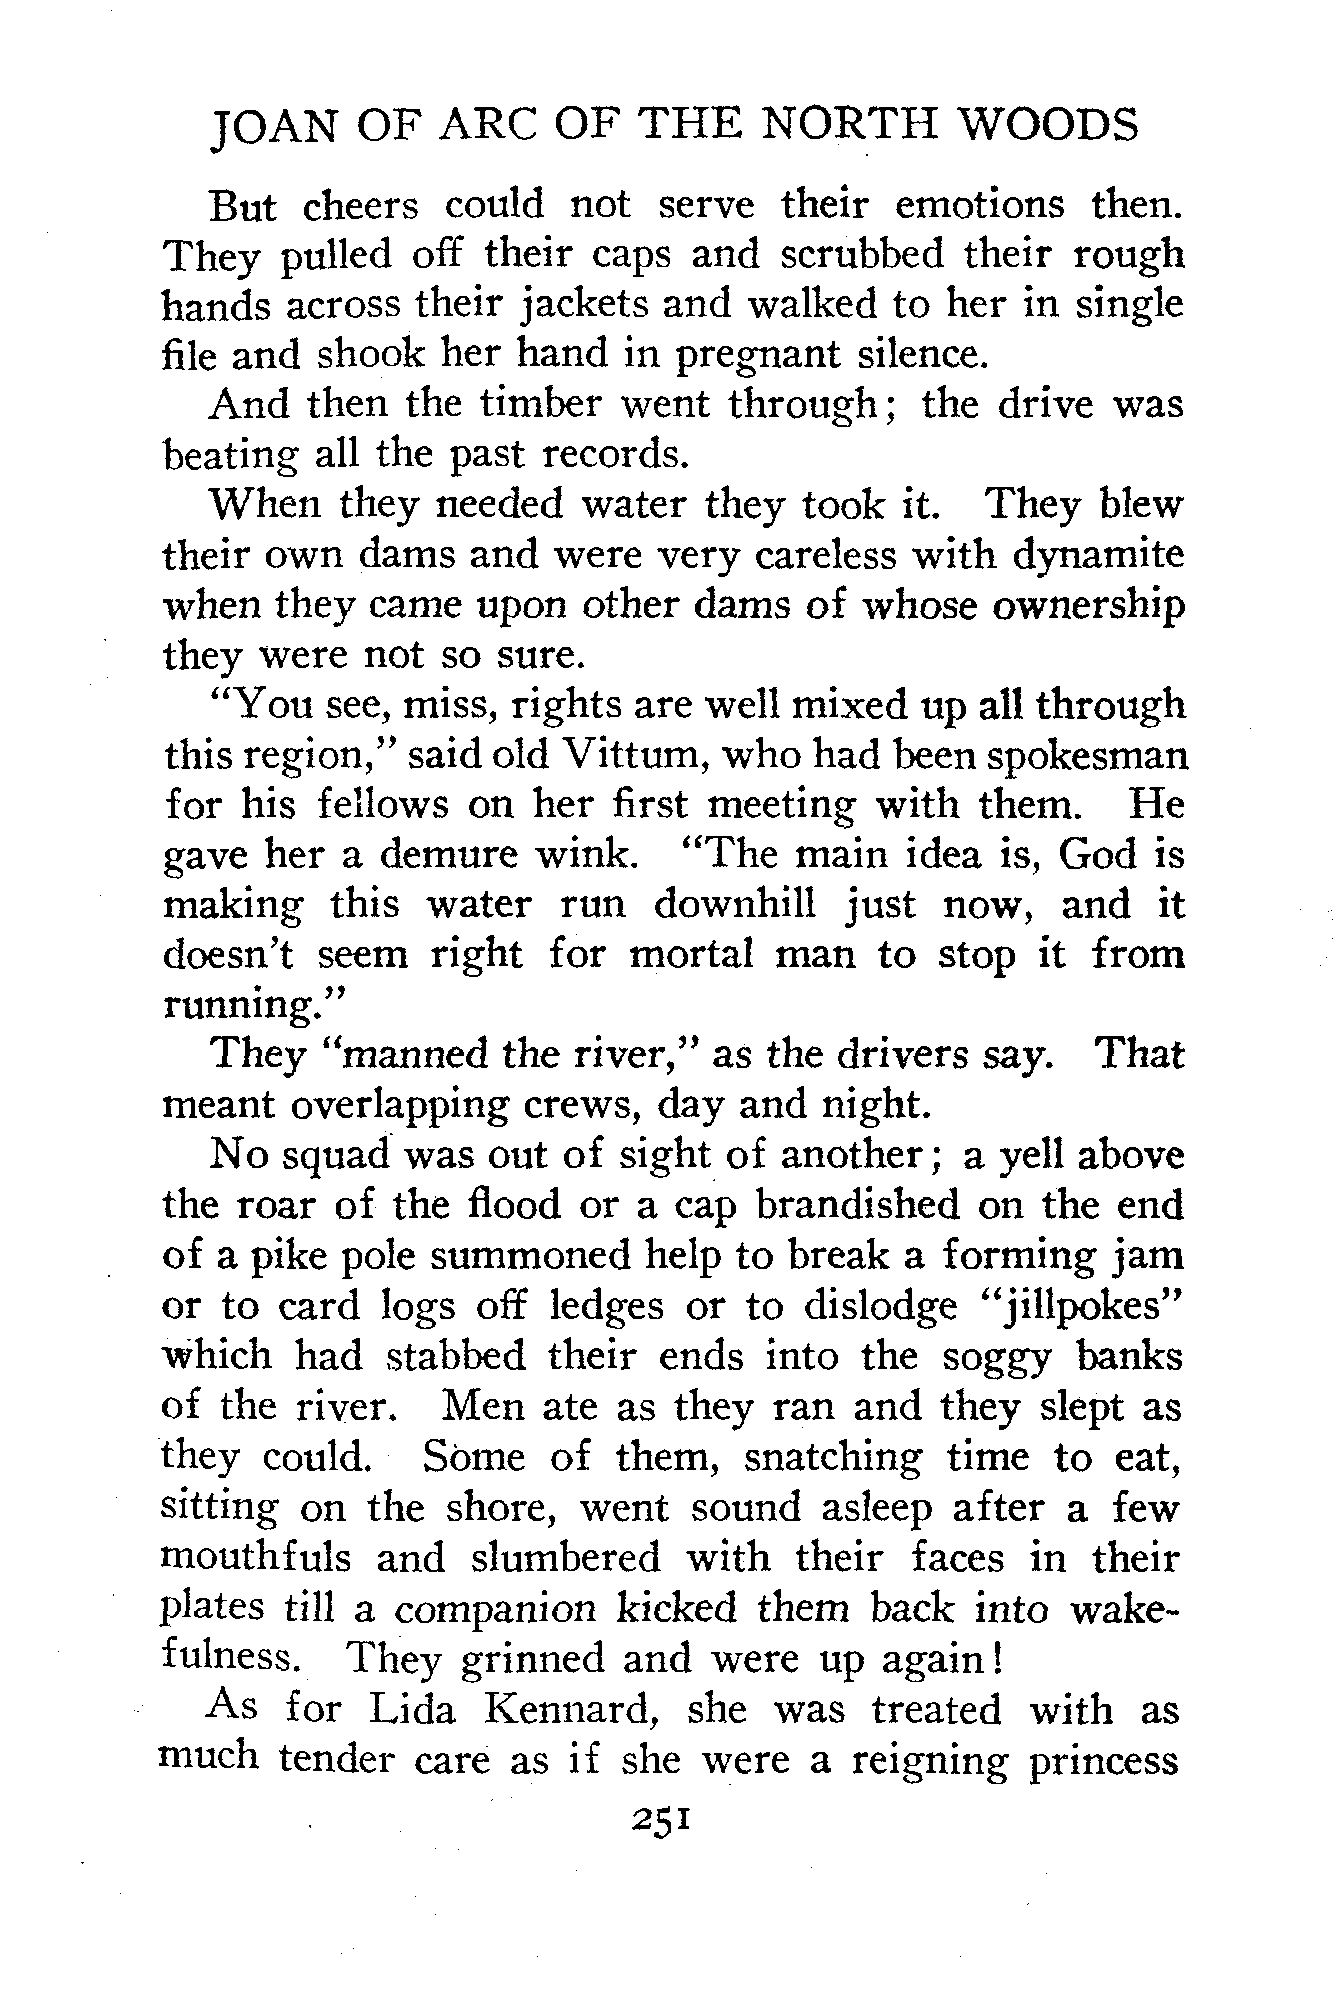 JOAN OF ARC OF THE NORTH WOODS
But cheers could not serve their emotions then.
They pulled off their caps and scrubbed their rough
hands across their jackets and walked to her in single
file and shook her hand in pregnant silence.
And then the timber went through; the drive was
beating all the past records.
When they needed water they took it. They blew
their own dams and were very careless with dynamite
when they came upon other dams of whose ownership
they were not so sure.
"You see, miss, rights are well mixed up all through
this region," said old Vittum, who had been spokesman
for his fellows on her first meeting with them. He
gave her a demure wink. "The main idea is, God is
making this water run downhill just now, and it
doesn't seem right for mortal man to stop it from
running."
They "manned the river," as the drivers say. That
meant overlapping crews, day and night.
No squad was out of sight of another; a yell above
the roar of the flood or a cap brandished on the end
of a pike pole summoned help to break a forming jam
or to card logs off ledges or to dislodge "jillpokes"
which had stabbed their ends into the soggy banks
of the river. Men ate as they ran and they slept as
they could. Some of them, snatching time to eat,
sitting on the shore, went sound asleep after a few
mouthfuls and slumbered with their faces in their
plates till a companion kicked them back into wake-
fulness. They grinned and were up again!
As for Lida Kennard, she was treated with as
much tender care as if she were a reigning princess
251